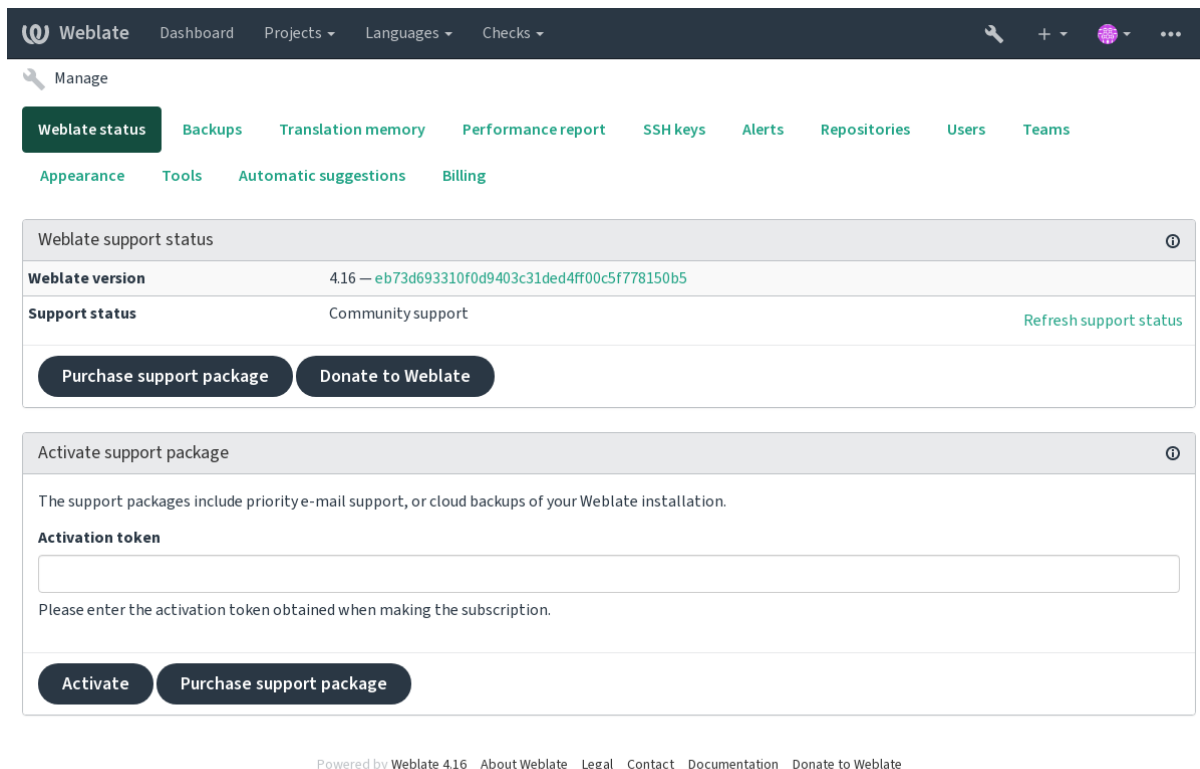 Weblate Dashboard Projects Languages Checks
Manage
Weblate status Backups Translation memory Performance report SSH keys Alerts Repositories Users Teams
Appearance Tools Automatic suggestions Billing
Weblate support status
Weblate version 4.16 — eb73d693310f0d9403c31ded4ff00c5f778150b5
Support status Community support Refresh support status
Purchase support package Donate to Weblate
Activate support package
The support packages include priority e-mail support, or cloud backups of your Weblate installation.
Activation token
Please enter the activation token obtained when making the subscription.
Activate Purchase support package
Powered by Weblate 4.16 About Weblate Legal Contact Documentation Donate to Weblate